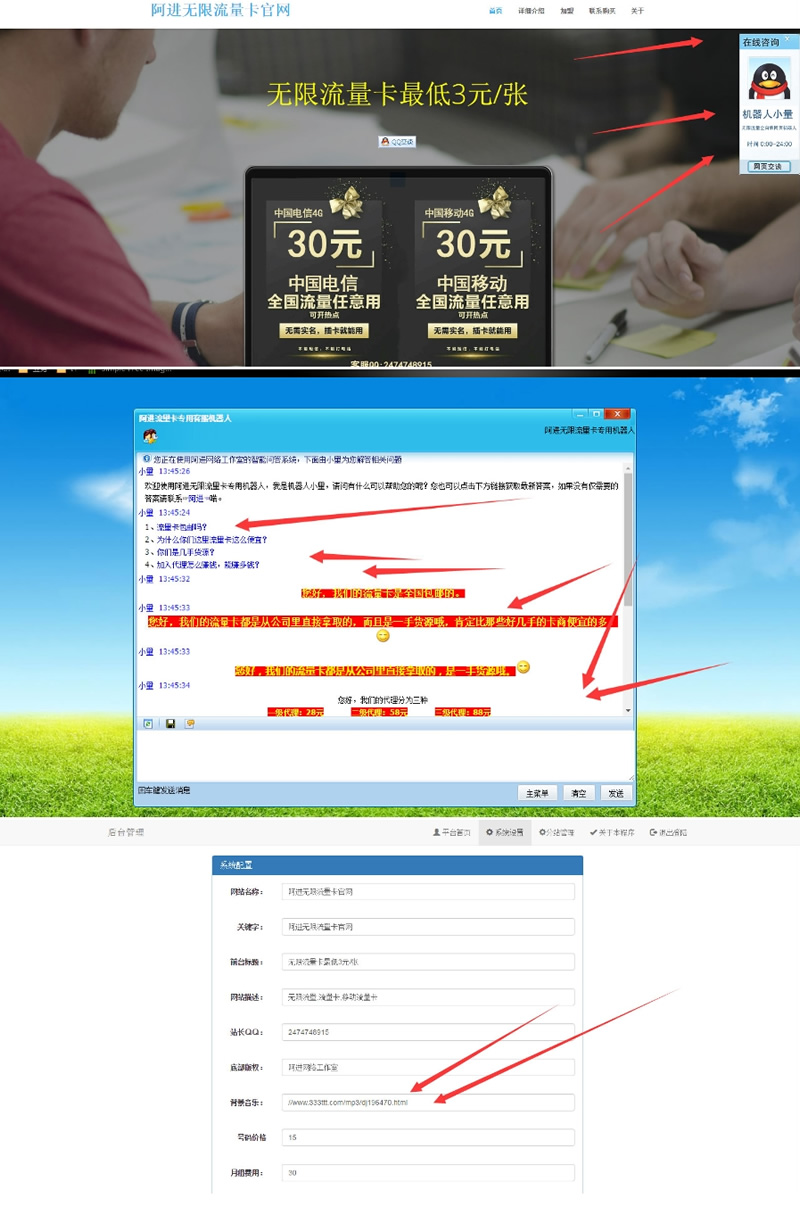 阿进无限流量卡官网
首页 详细介绍 加盟 联系购买 关于
无限流量卡最低3元/张
QQ交谈
在线咨询
机器人小量
时间 0:00-24:00
网页交谈
中国电信4G
30元
中国电信
全国流量任意用
可开热点
无需实名，插卡就能用
中国移动4G
30元
中国移动
全国流量任意用
可开热点
无需实名，插卡就能用
客服QQ:2474748915
阿进流量卡专用智能机器人
阿进无限流量卡专用机器人
您正在使用阿进网络工作室的智能问答系统，下面由小量为您解答相关问题
小量 13:45:26
欢迎使用阿进无限流量卡专用机器人，我是机器人小量，请问有什么可以帮助您的呢？您也可以点击下方链接获取最新答案，如果没有你需要的
答案请联系=阿进=喔。
小量 13:45:24
1、流量卡包邮吗？
2、为什么你们这里流量卡这么便宜？
3、你们是几手货源？
4、加入代理怎么赚钱，能赚多钱？
小量 13:45:32
您好，我们的流量卡是全国包邮的。
小量 13:45:33
您好，我们的流量卡都是从公司里直接拿取的，而且是一手货源哦，肯定比那些好几手的卡商便宜的多
小量 13:45:33
您好，我们的流量卡都是从公司里直接拿取的，是一手货源哦。
小量 13:45:34
您好，我们的代理分为三种
一级代理：28元 二级代理：58元 三级代理：88元
回车键发送消息
主菜单 清空 发送
后台管理
平台首页 系统设置 分站管理 关于本程序 退出登陆
系统配置
网站名称： 阿进无限流量卡官网
关键字： 阿进无限流量卡官网
前台标题： 无限流量卡最低3元/张
网站描述： 无限流量,流量卡,移动流量卡
站长QQ： 2474748915
底部版权： 阿进网络工作室
背景音乐： //www.333ttt.com/mp3/dj196470.html
号码价格 15
月租费用： 30